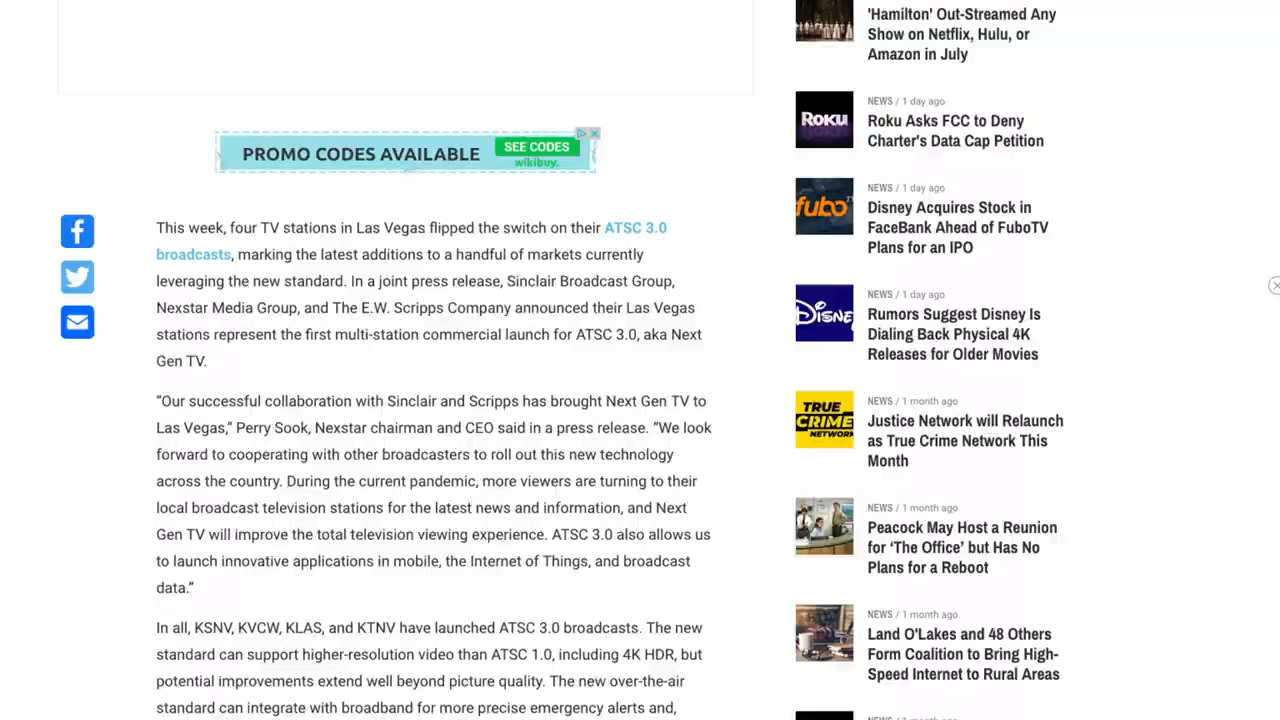 PROMO CODES AVAILABLE
SEE CODES
wikibuy.
This week, four TV stations in Las Vegas flipped the switch on their ATSC 3.0
broadcasts, marking the latest additions to a handful of markets currently
leveraging the new standard. In a joint press release, Sinclair Broadcast Group,
Nexstar Media Group, and The E.W. Scripps Company announced their Las Vegas
stations represent the first multi-station commercial launch for ATSC 3.0, aka Next
Gen TV.
“Our successful collaboration with Sinclair and Scripps has brought Next Gen TV to
Las Vegas,” Perry Sook, Nexstar chairman and CEO said in a press release. “We look
forward to cooperating with other broadcasters to roll out this new technology
across the country. During the current pandemic, more viewers are turning to their
local broadcast television stations for the latest news and information, and Next
Gen TV will improve the total television viewing experience. ATSC 3.0 also allows us
to launch innovative applications in mobile, the Internet of Things, and broadcast
data.”
In all, KSNV, KVCW, KLAS, and KTNV have launched ATSC 3.0 broadcasts. The new
standard can support higher-resolution video than ATSC 1.0, including 4K HDR, but
potential improvements extend well beyond picture quality. The new over-the-air
standard can integrate with broadband for more precise emergency alerts and,
'Hamilton' Out-Streamed Any
Show on Netflix, Hulu, or
Amazon in July
ROKU
NEWS / 1 day ago
Roku Asks FCC to Deny
Charter's Data Cap Petition
fubo
NEWS / 1 day ago
Disney Acquires Stock in
FaceBank Ahead of FuboTV
Plans for an IPO
DISNE
NEWS / 1 day ago
Rumors Suggest Disney Is
Dialing Back Physical 4K
Releases for Older Movies
TRUE
CRIME
NETWORK
NEWS / 1 month ago
Justice Network will Relaunch
as True Crime Network This
Month
NEWS / 1 month ago
Peacock May Host a Reunion
for ‘The Office’ but Has No
Plans for a Reboot
NEWS / 1 month ago
Land O'Lakes and 48 Others
Form Coalition to Bring High-
Speed Internet to Rural Areas